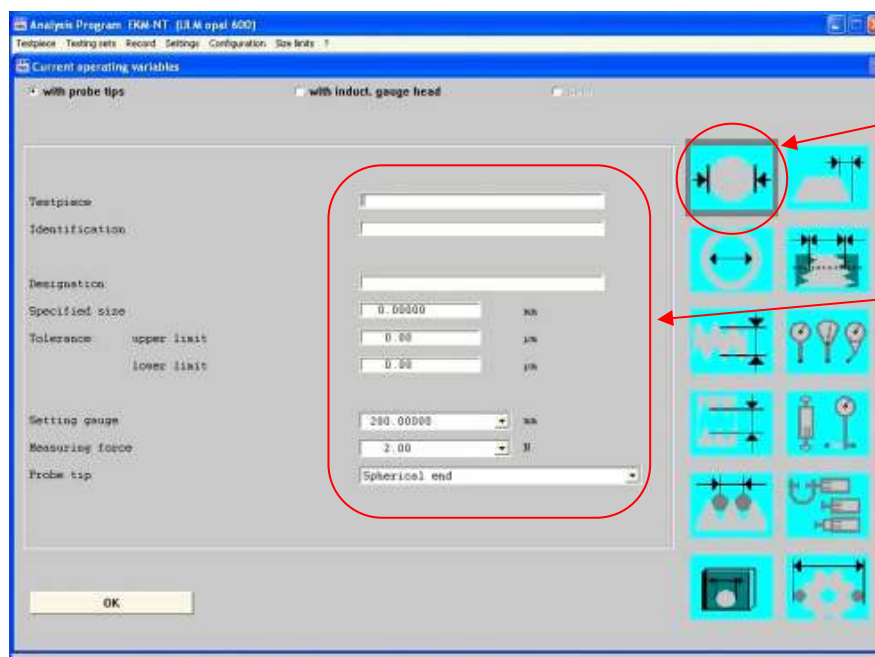 Analysis Program EKM-NT (ULM opal 600)
Testpiece Testing sets Record Settings Configuration Size limits ?
Current operating variables
with probe tips with induct. gauge head
Testpiece
Identification
Designation
Specified size 0.00000 mm
Tolerance upper limit 0.00 µm
lower limit 0.00 µm
Setting gauge 200.00000 mm
Measuring force 2.00 N
Probe tip Spherical end
OK